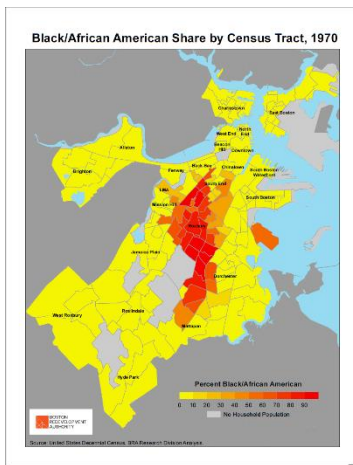 Black/African American Share by Census Tract, 1970
Charlestown
East Boston
West End
North
End
Beacon
Hill
Downtown
Allston
Back Bay
Chinatown
Brighton
Fenway
South Boston
Waterfront
South End
LMA
South Boston
Mission Hill
Roxbury
Jamaica Plain
Dorchester
West Roxbury
Roslindale
Mattapan
Hyde Park
Percent Black/African American
0 10 20 30 40 50 60 70 80 90
No Household Population
BOSTON
REDEVELOPMENT
AUTHORITY
Source: United States Decennial Census, BRA Research Division Analysis